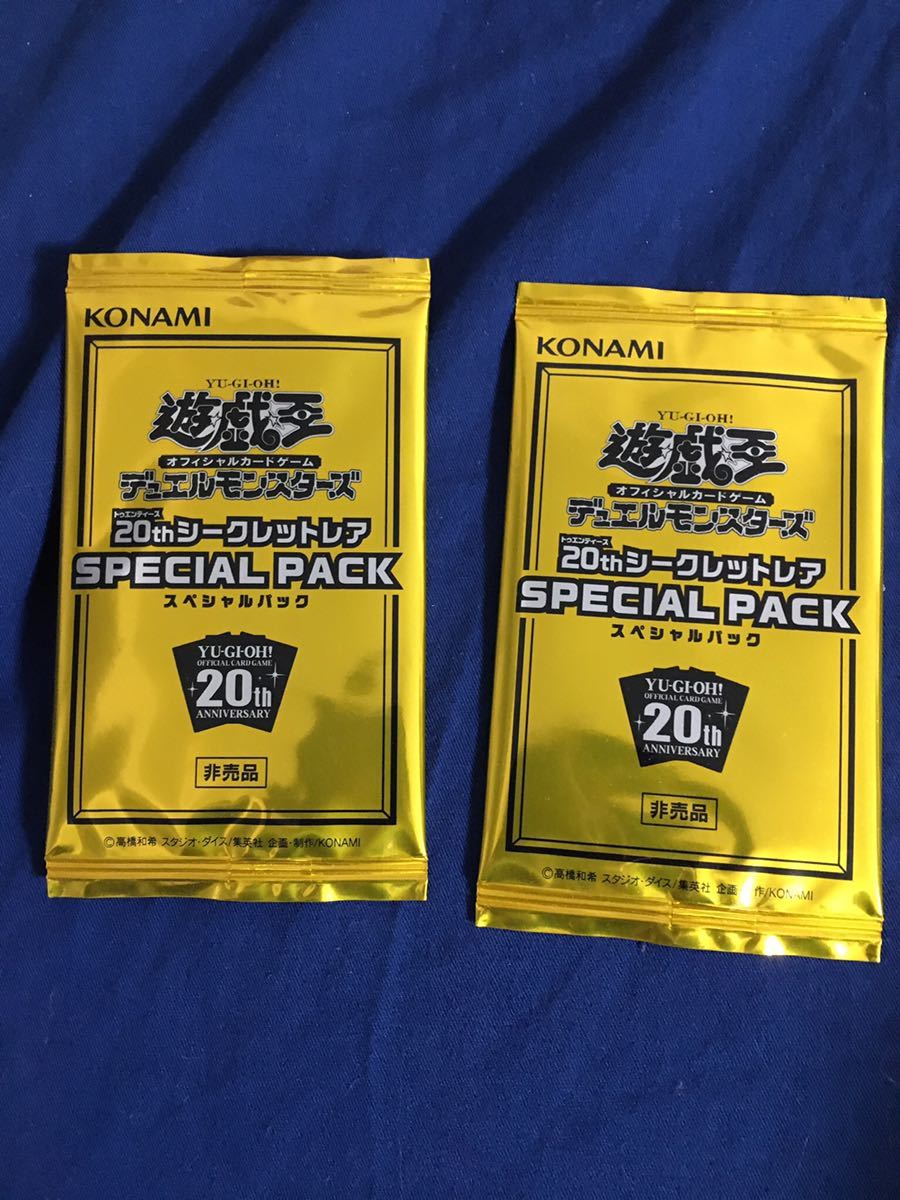 KONAMI
YU-GI-OH!
遊☆戯☆王
オフィシャルカードゲーム
デュエルモンスターズ
トゥエンティース
20thシークレットレア
SPECIAL PACK
スペシャルパック
YU-GI-OH!
OFFICIAL CARD GAME
20th
ANNIVERSARY
非売品
©高橋和希 スタジオ・ダイス/集英社 企画・制作/KONAMI
KONAMI
YU-GI-OH!
遊☆戯☆王
オフィシャルカードゲーム
デュエルモンスターズ
トゥエンティース
20thシークレットレア
SPECIAL PACK
スペシャルパック
YU-GI-OH!
OFFICIAL CARD GAME
20th
ANNIVERSARY
非売品
©高橋和希 スタジオ・ダイス/集英社 企画 作/KONAMI